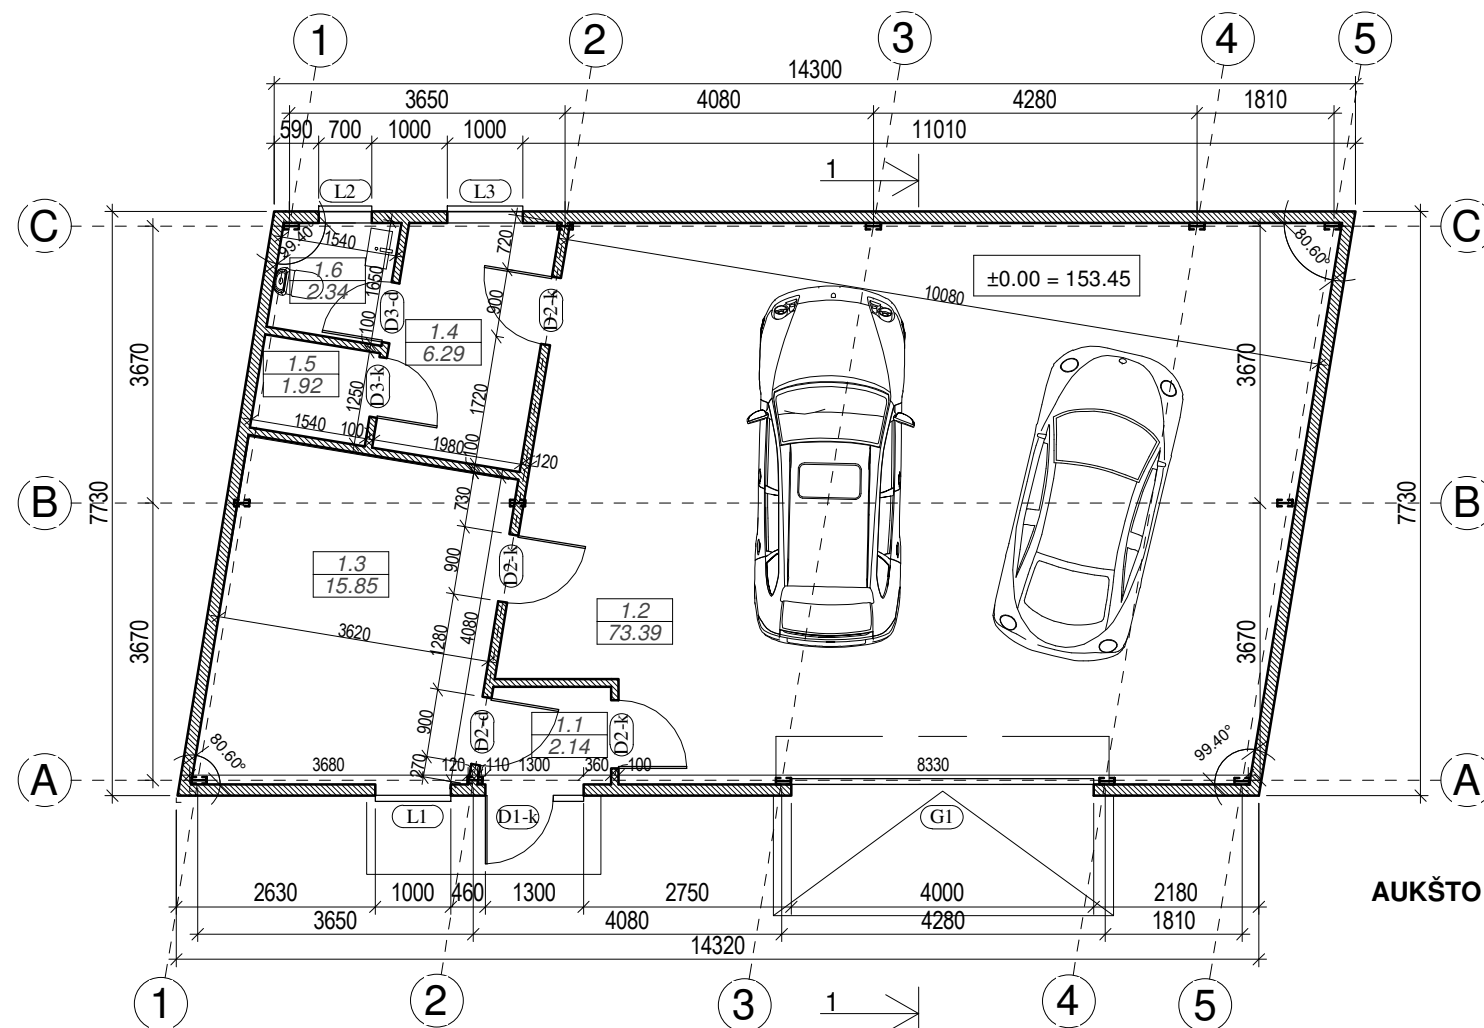 1 2 3 4 5
14300
3650 4080 4280 1810
590 700 1000 1000 11010
1
L2 L3
C C
99.40°
1540
720
80.60°
1.6
2.34
1650
±0.00 = 153.45
10080
900
D3-d
D2-k
100
1.4
6.29
3670
3670
1.5
1.92
D3-k
1250
1720
1540 100 1980 100 120
B B
7730
7730
730
900
D2-k
1.3
15.85
1.2
73.39
3620
4080
1280
3670
3670
900
D2-d
1.1
2.14
D2-k
80.60°
99.40°
270
3680 120 110 1300 360 100 8330
A A
L1 D1-k G1
2630 1000 460 1300 2750 4000 2180
AUKŠTO
3650 4080 4280 1810
14320
1 2 3 4 5
1